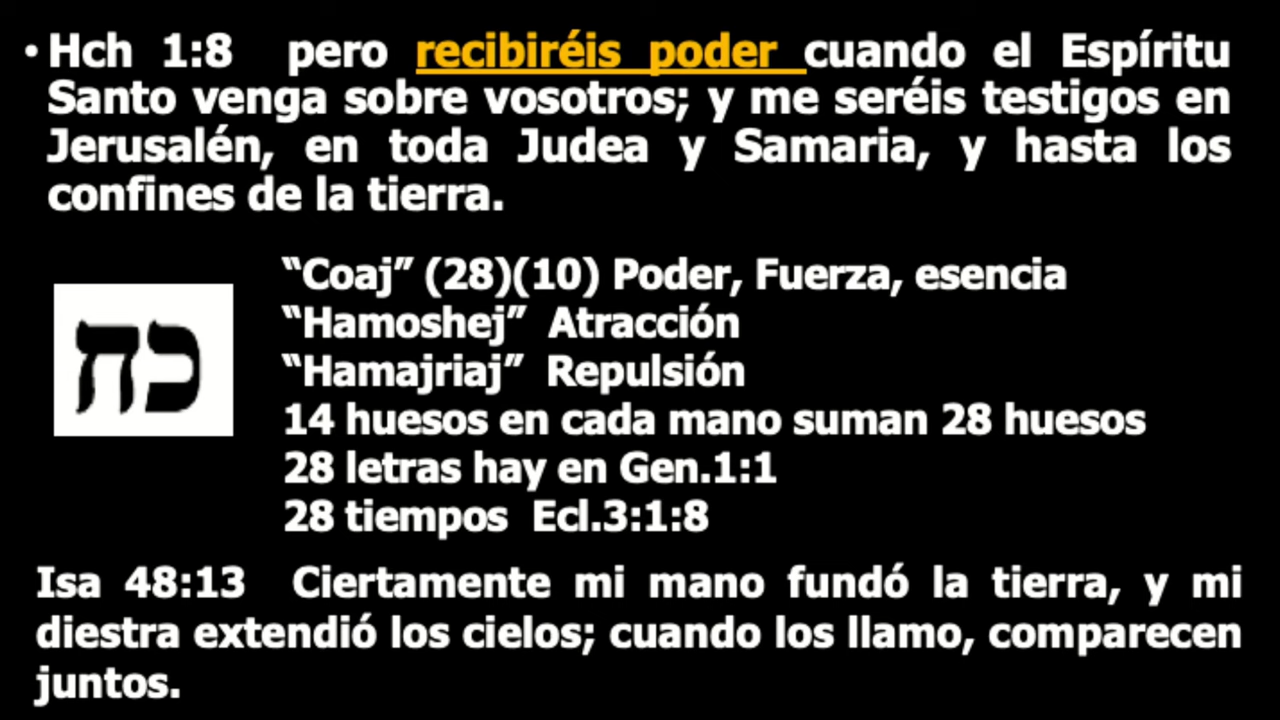 • Hch 1:8 pero recibiréis poder cuando el Espíritu
Santo venga sobre vosotros; y me seréis testigos en
Jerusalén, en toda Judea y Samaria, y hasta los
confines de la tierra.
כח
“Coaj” (28)(10) Poder, Fuerza, esencia
“Hamoshej” Atracción
“Hamajriaj” Repulsión
14 huesos en cada mano suman 28 huesos
28 letras hay en Gen.1:1
28 tiempos Ecl.3:1:8
Isa 48:13 Ciertamente mi mano fundó la tierra, y mi
diestra extendió los cielos; cuando los llamo, comparecen
juntos.